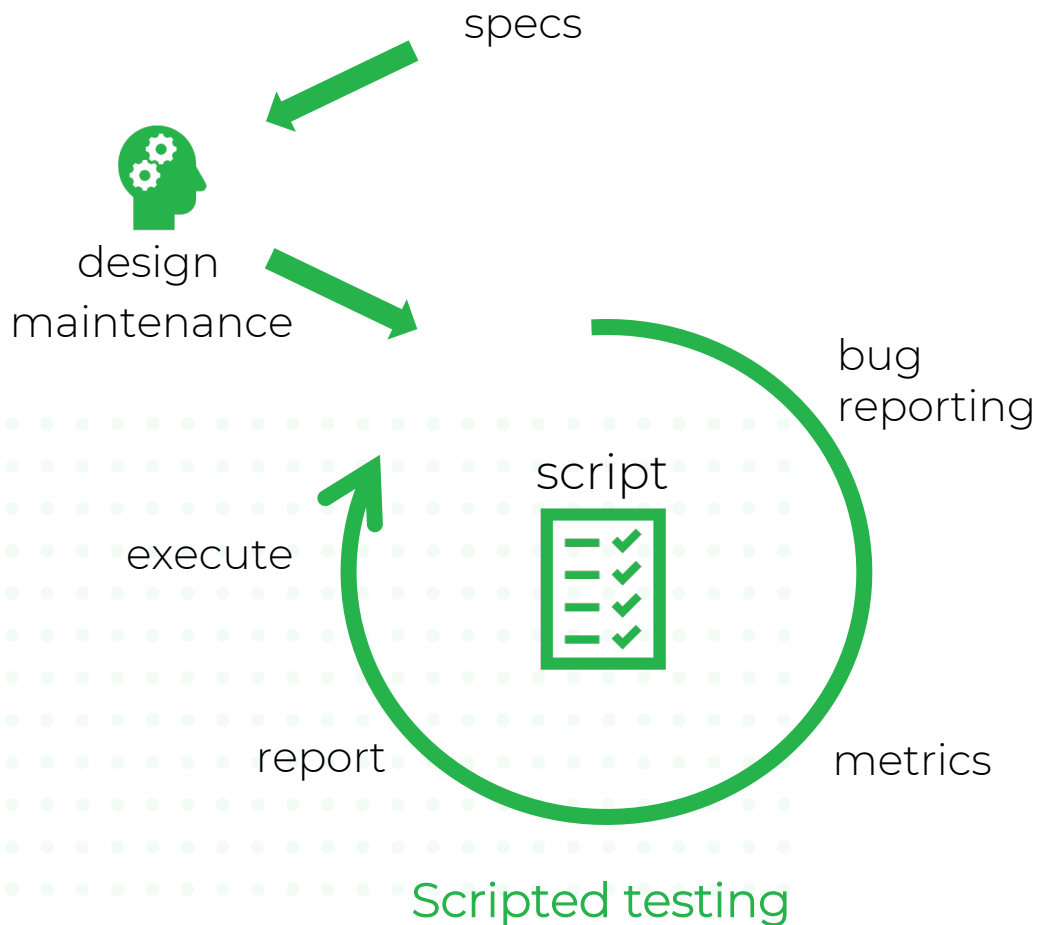 specs
design
maintenance
bug
reporting
script
execute
report
metrics
Scripted testing